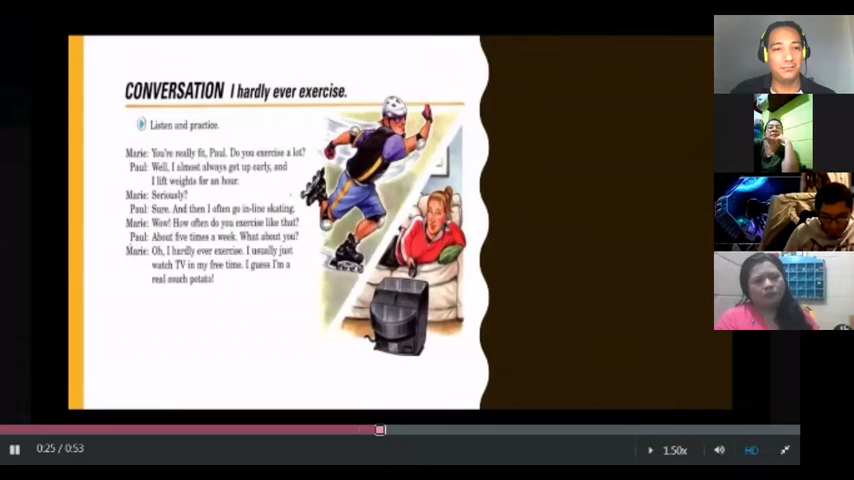 CONVERSATION I hardly ever exercise.
Listen and practice.
Marie: You're really fit, Paul. Do you exercise a lot?
Paul: Well, I almost always get up early, and
I lift weights for an hour.
Marie: Seriously?
Paul: Sure. And then I often go in-line skating.
Marie: Wow! How often do you exercise like that?
Paul: About five times a week. What about you?
Marie: Oh, I hardly ever exercise. I usually just
watch TV in my free time. I guess I'm a
real couch potato!
0:25 / 0:53
1.50x
HD